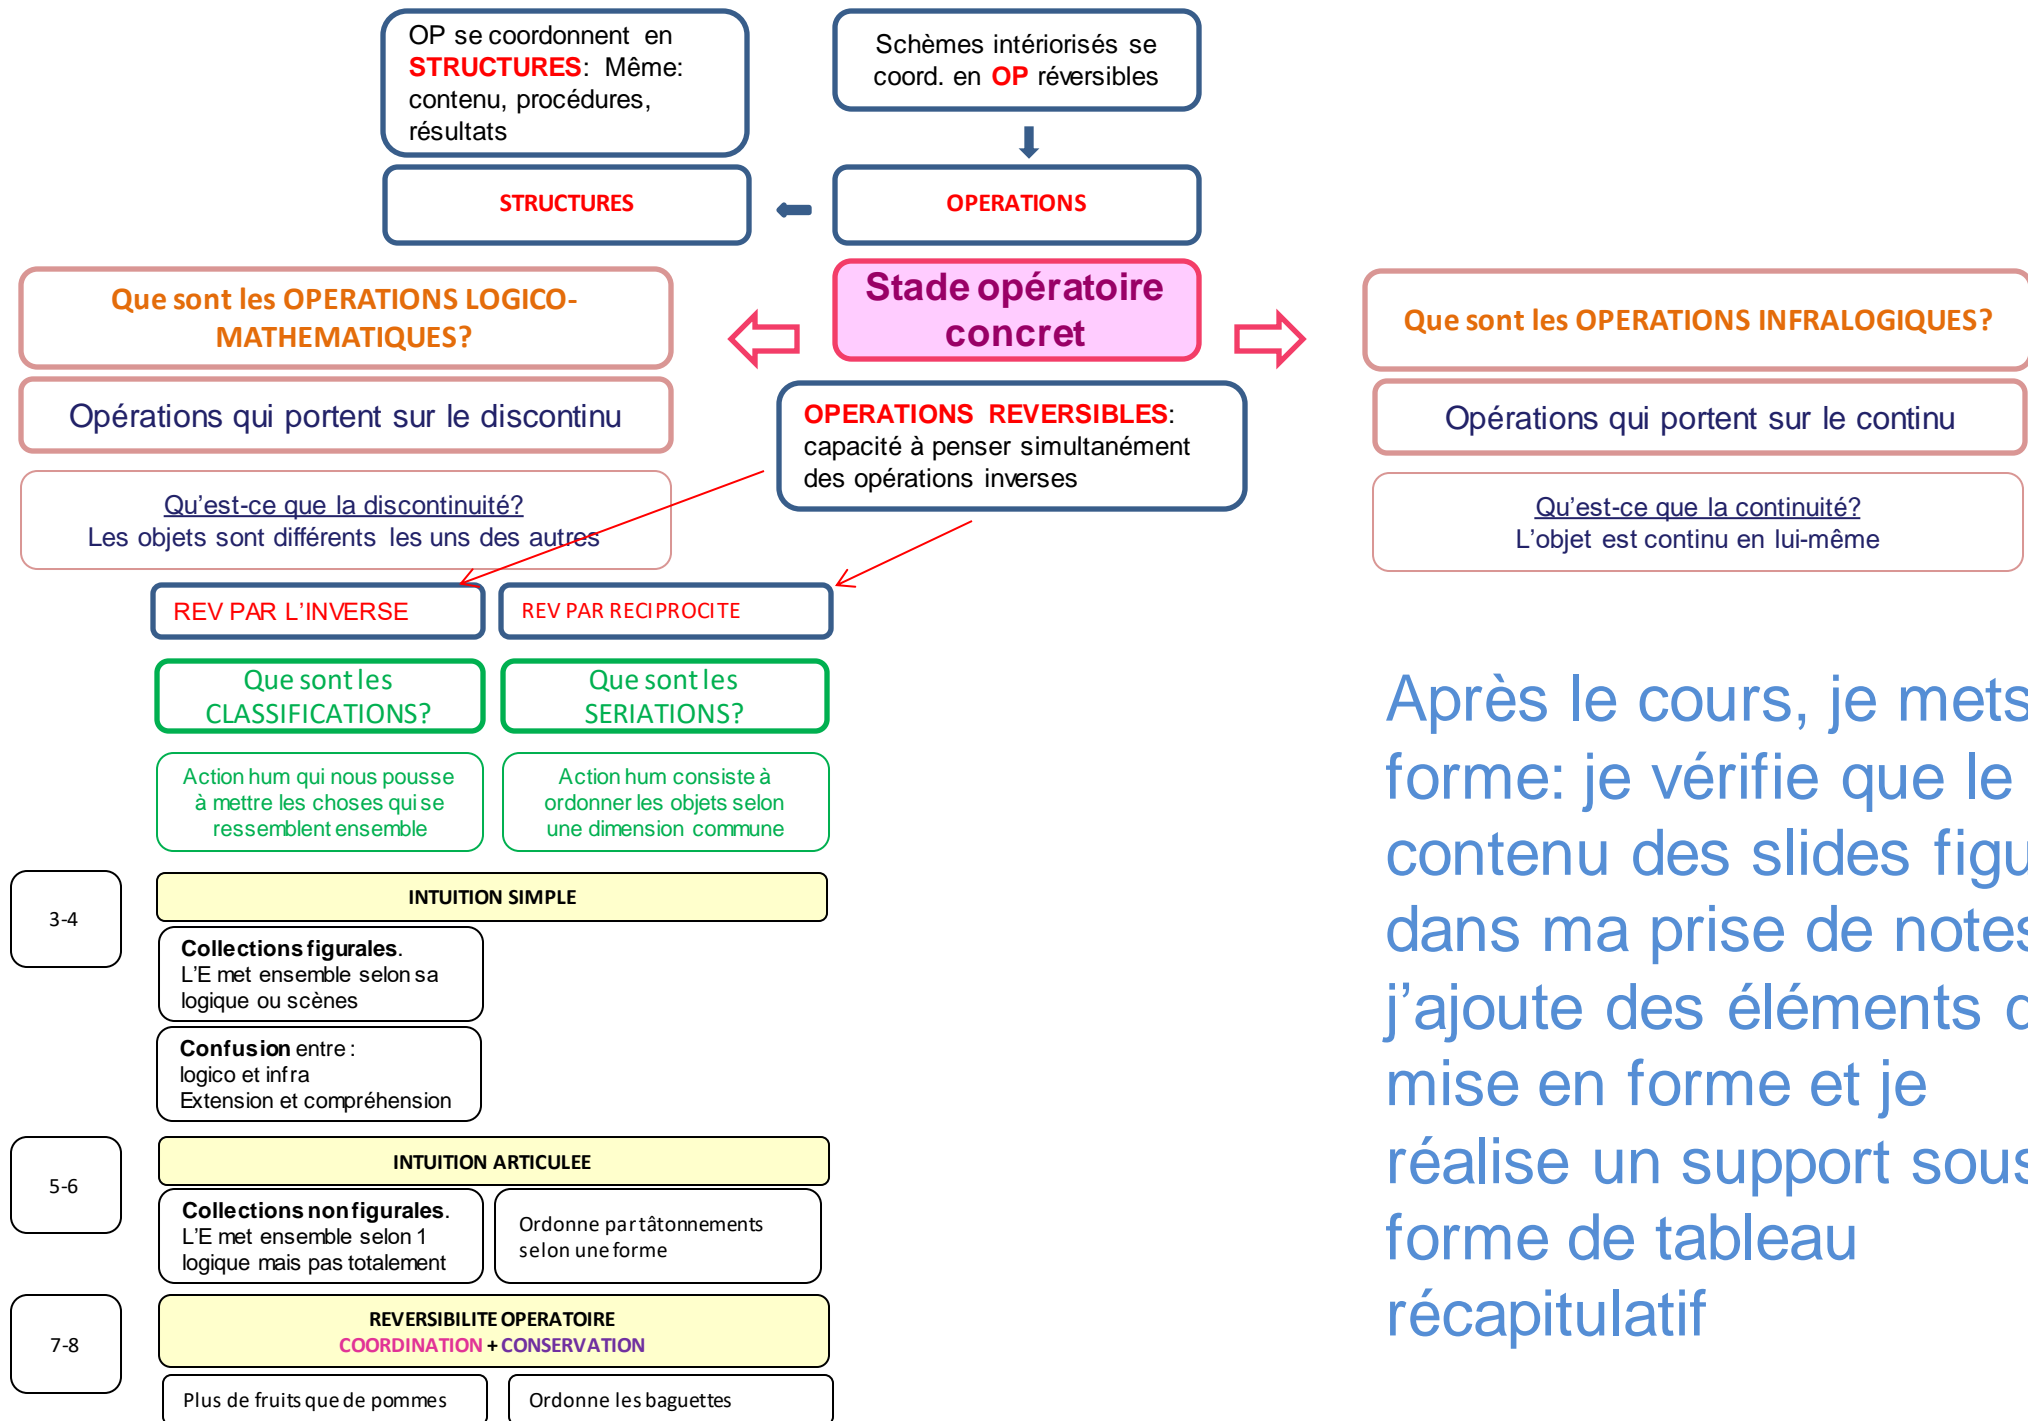 OP se coordonnent en
STRUCTURES: Même:
contenu, procédures,
résultats
Schèmes intériorisés se
coord. en OP réversibles
STRUCTURES
OPERATIONS
Que sont les OPERATIONS LOGICO-
MATHEMATIQUES?
Stade opératoire
concret
Que sont les OPERATIONS INFRALOGIQUES?
Opérations qui portent sur le discontinu
OPERATIONS REVERSIBLES:
capacité à penser simultanément
des opérations inverses
Opérations qui portent sur le continu
Qu'est-ce que la discontinuité?
Les objets sont différents les uns des autres
Qu'est-ce que la continuité?
L'objet est continu en lui-même
REV PAR L'INVERSE
REV PAR RECIPROCITE
Que sont les
CLASSIFICATIONS?
Que sont les
SERIATIONS?
Action hum qui nous pousse
à mettre les choses qui se
ressemblent ensemble
Action hum consiste à
ordonner les objets selon
une dimension commune
3-4
INTUITION SIMPLE
Collections figurales.
L'E met ensemble selon sa
logique ou scènes
Confusion entre :
logico et infra
Extension et compréhension
5-6
INTUITION ARTICULEE
Collections non figurales.
L'E met ensemble selon 1
logique mais pas totalement
Ordonne par tâtonnements
selon une forme
7-8
REVERSIBILITE OPERATOIRE
COORDINATION + CONSERVATION
Plus de fruits que de pommes
Ordonne les baguettes
Après le cours, je mets
forme: je vérifie que le
contenu des slides figu
dans ma prise de notes
j'ajoute des éléments
mise en forme et je
réalise un support sous
forme de tableau
récapitulatif